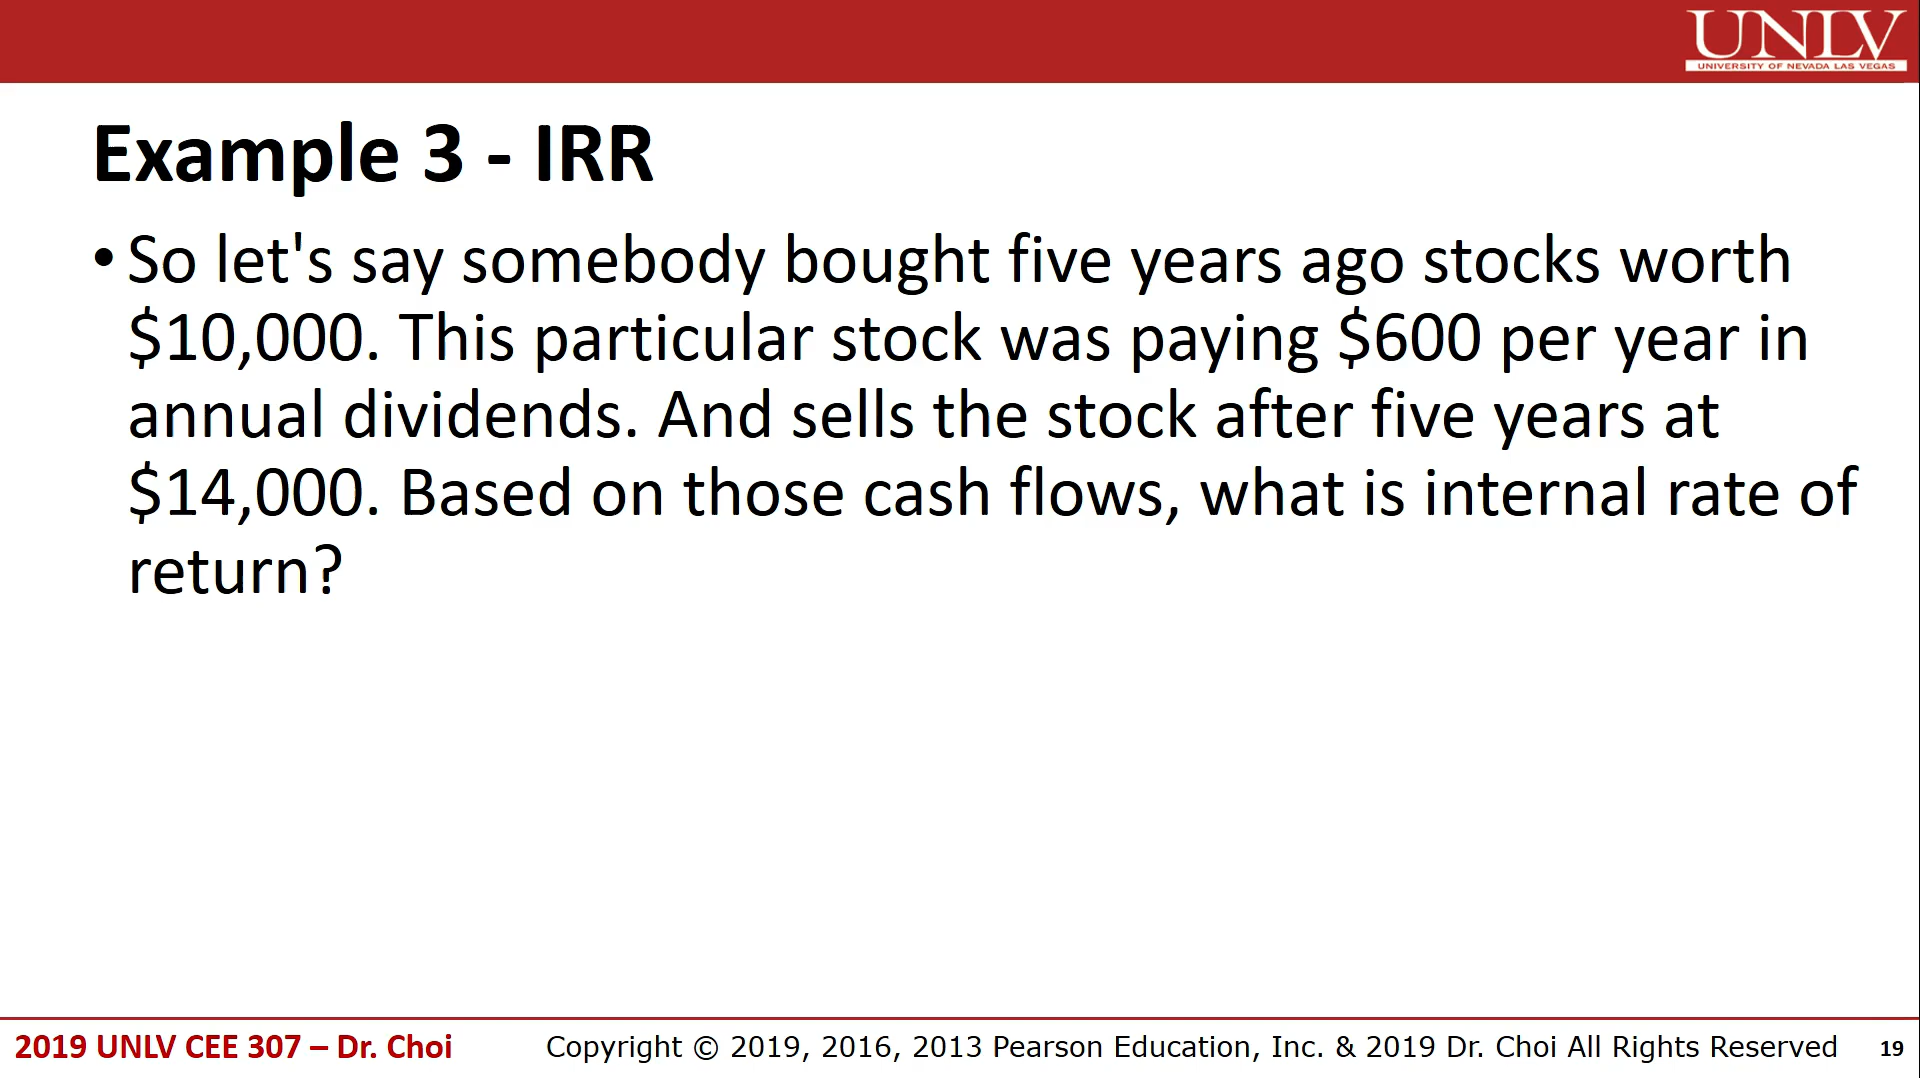 UNLV
UNIVERSITY OF NEVADA LAS VEGAS
Example 3 - IRR
• So let's say somebody bought five years ago stocks worth
$10,000. This particular stock was paying $600 per year in
annual dividends. And sells the stock after five years at
$14,000. Based on those cash flows, what is internal rate of
return?
2019 UNLV CEE 307 – Dr. Choi
Copyright © 2019, 2016, 2013 Pearson Education, Inc. & 2019 Dr. Choi All Rights Reserved
19